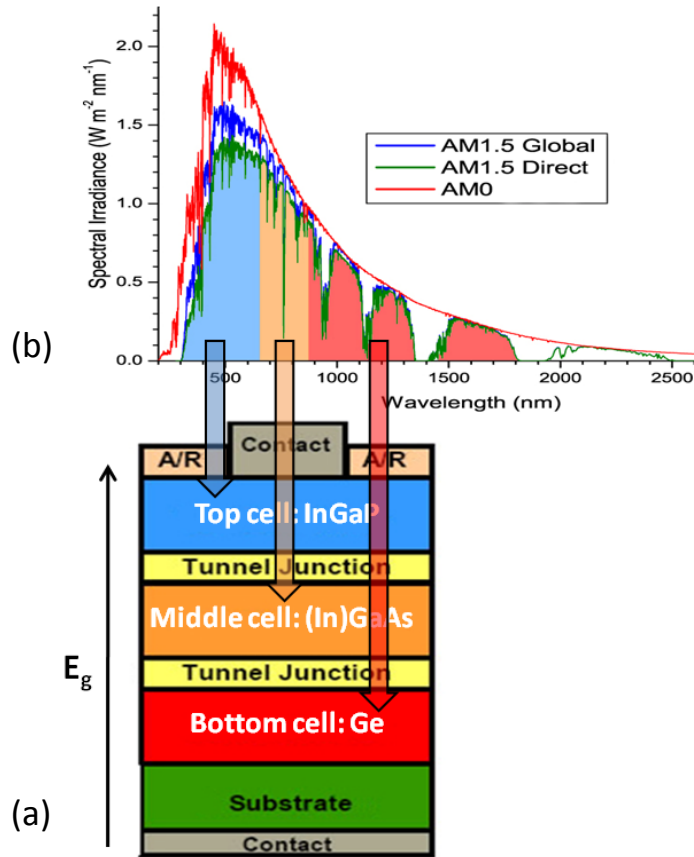 2.0
1.5
1.0
0.5
0.0
Spectral Irradiance (W m⁻² nm⁻¹)
AM1.5 Global
AM1.5 Direct
AM0
(b)
500 1000 1500 2000 2500
Wavelength (nm)
A/R Contact A/R
Top cell: InGaP
Tunnel Junction
Middle cell: (In)GaAs
Tunnel Junction
Eg
Bottom cell: Ge
Substrate
(a)
Contact